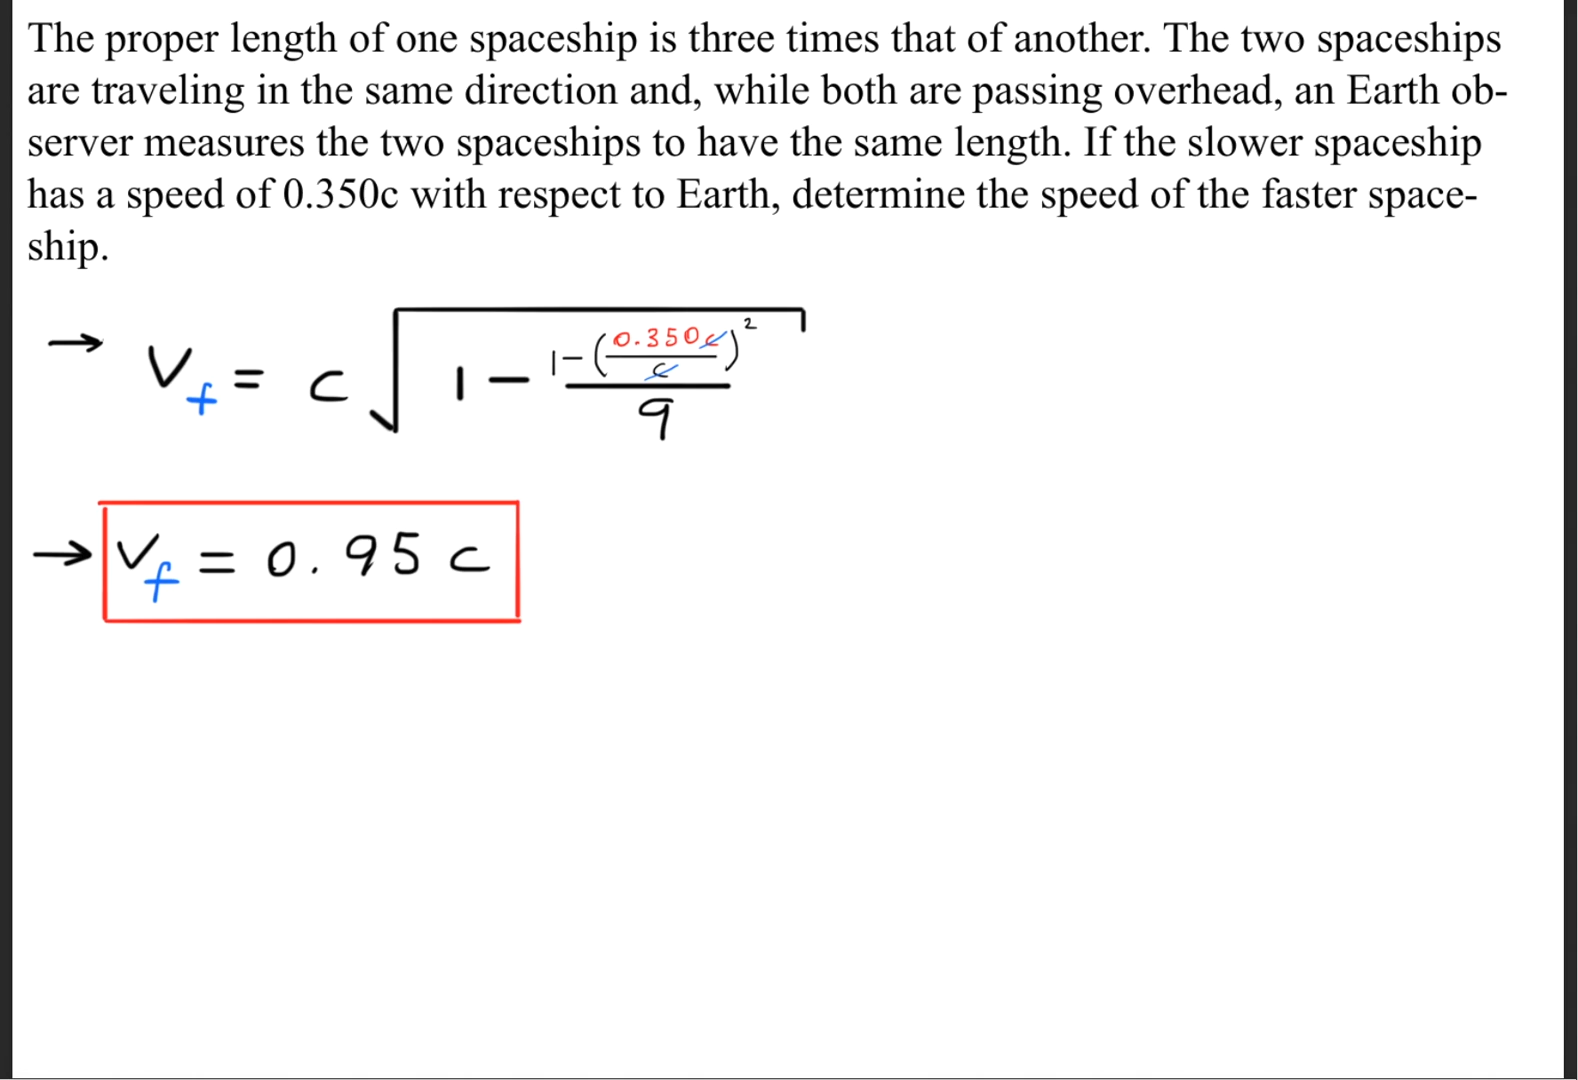 The proper length of one spaceship is three times that of another. The two spaceships
are traveling in the same direction and, while both are passing overhead, an Earth ob-
server measures the two spaceships to have the same length. If the slower spaceship
has a speed of 0.350c with respect to Earth, determine the speed of the faster space-
ship.
→ V_f = c √(1 − (1 − (0.350c/c)²)/9)
→ V_f = 0.95 c